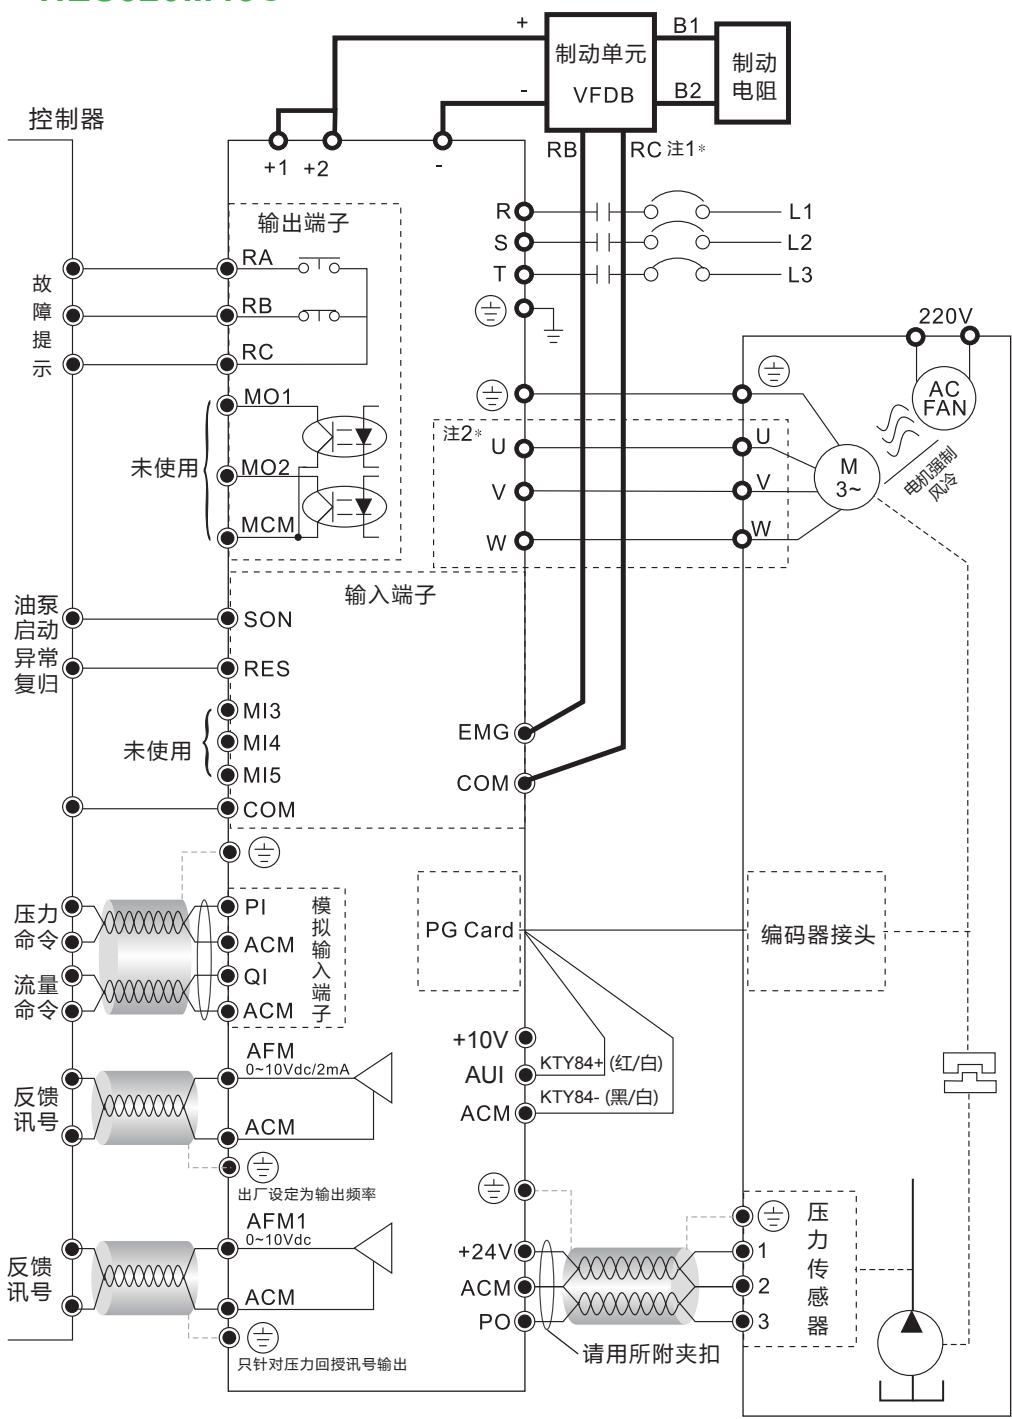 +
制动单元
VFDB
-
B1
B2
制动
电阻
控制器
+1
+2
-
RB
RC 注1*
输出端子
R
S
T
L1
L2
L3
故障提示
RA
RB
RC
MO1
MO2
MCM
未使用
220V
AC
FAN
注2*
U
V
W
U
V
W
M
3~
电机强制
风冷
输入端子
油泵
启动
异常
复归
SON
RES
MI3
MI4
MI5
未使用
COM
EMG
COM
压力
命令
流量
命令
PI
ACM
QI
ACM
模拟输入端子
PG Card
编码器接头
+10V
AUI
ACM
KTY84+ (红/白)
KTY84- (黑/白)
反馈
讯号
AFM
0~10Vdc/2mA
ACM
出厂设定为输出频率
反馈
讯号
AFM1
0~10Vdc
ACM
只针对压力回授讯号输出
+24V
ACM
PO
1
2
3
压力传感器
请用所附夹扣